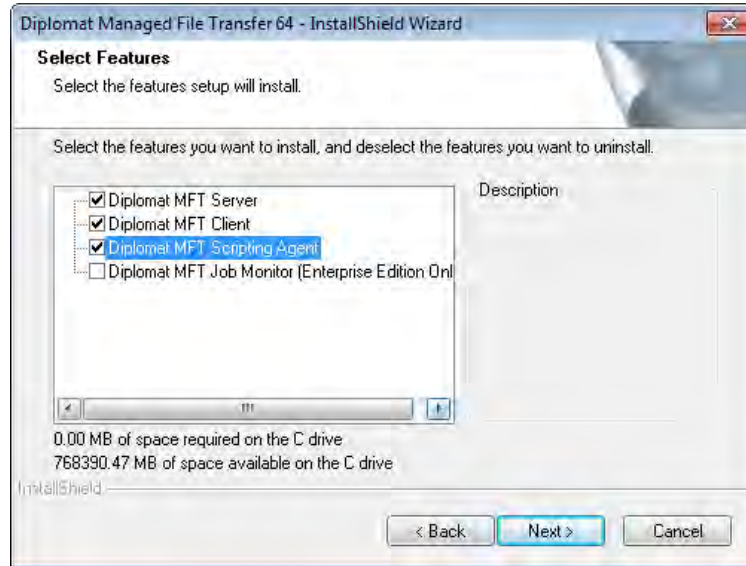 Diplomat Managed File Transfer 64 - InstallShield Wizard
Select Features
Select the features setup will install.
Select the features you want to install, and deselect the features you want to uninstall.
Diplomat MFT Server
Diplomat MFT Client
Diplomat MFT Scripting Agent
Diplomat MFT Job Monitor (Enterprise Edition Onl
Description
0.00 MB of space required on the C drive
768390.47 MB of space available on the C drive
InstallShield
< Back Next > Cancel